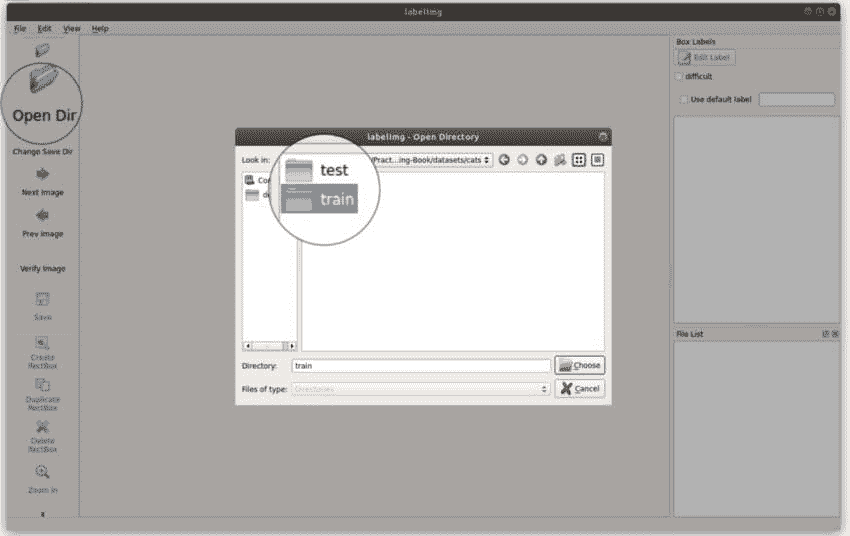 labelImg
File Edit View Help
Open Dir
Change Save Dir
Next Image
Prev Image
Verify Image
Save
Create
RectBox
Duplicate
RectBox
Delete
RectBox
Zoom In
labelImg - Open Directory
Look in: /Pract...ing-Book/datasets/cats
test
train
Directory: train
Choose
Files of type: Directories
Cancel
Box Labels
Edit Label
difficult
Use default label
File List